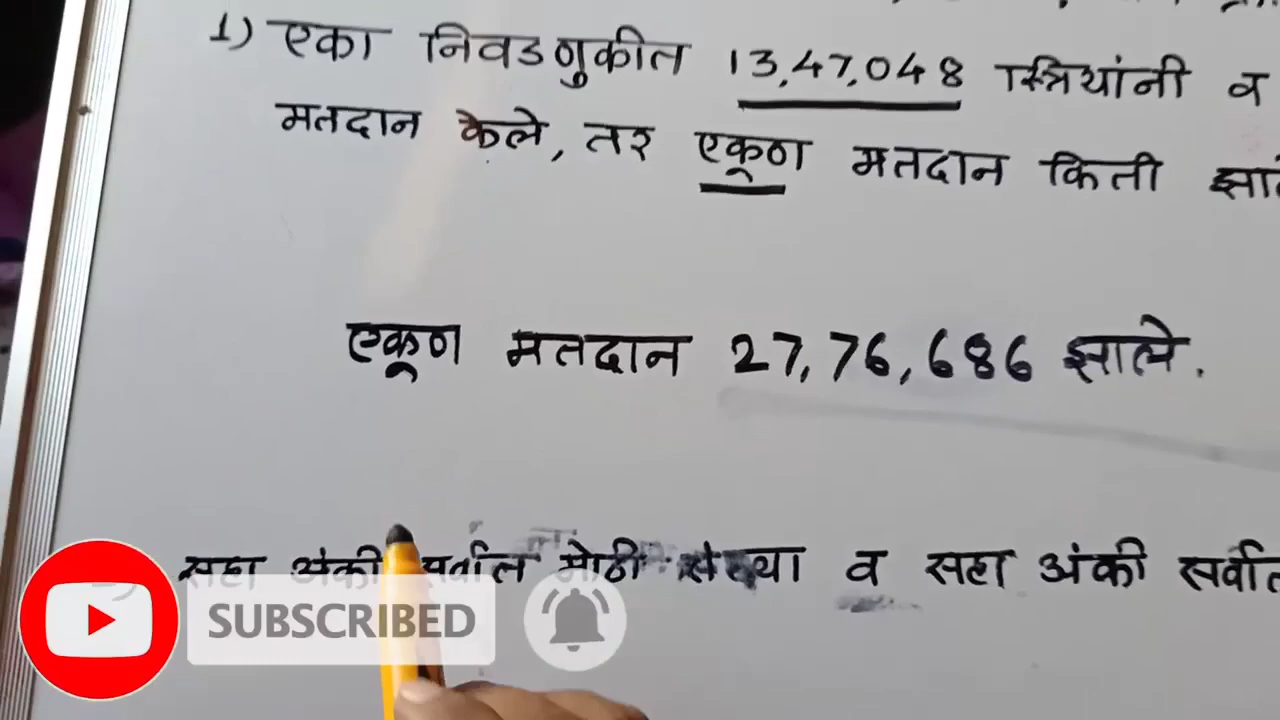 1) एका निवडणुकीत 13,47,048 स्त्रियांनी व
मतदान केले, तर एकूण मतदान किती
एकूण मतदान 27,76,686 झाले.
सहा अंकी सर्वात मोठी संख्या व सहा अंकी
SUBSCRIBED